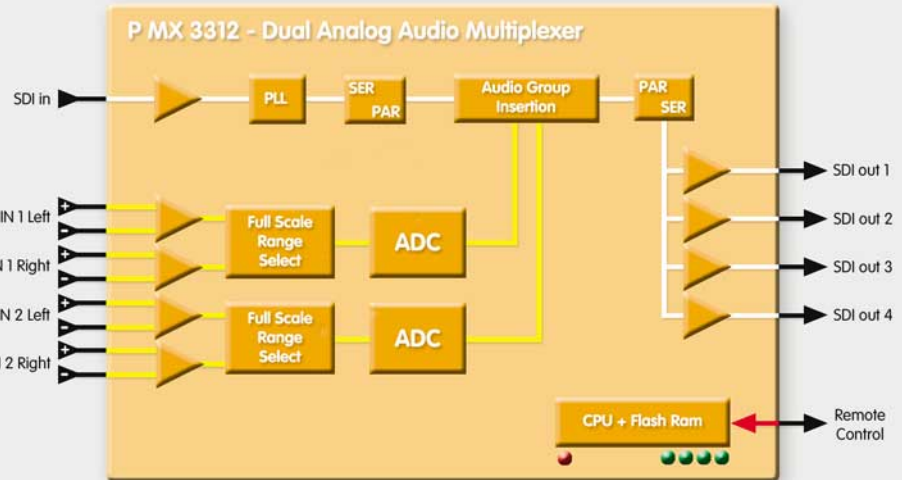 P MX 3312 - Dual Analog Audio Multiplexer
SDI in
PLL
SER
PAR
Audio Group
Insertion
PAR
SER
SDI out 1
SDI out 2
SDI out 3
SDI out 4
+
IN 1 Left
-
+
1 Right
-
+
2 Left
-
+
2 Right
-
Full Scale
Range
Select
ADC
Full Scale
Range
Select
ADC
CPU + Flash Ram
Remote
Control